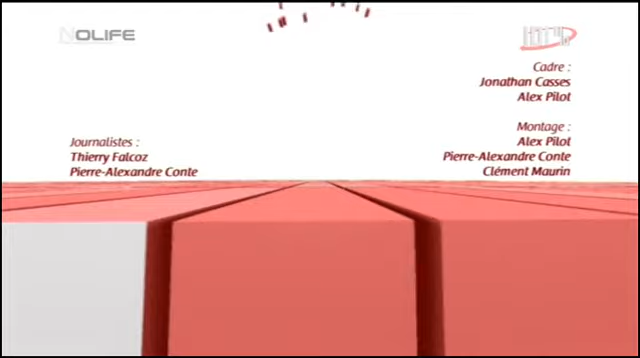 NOLIFE
Cadre :
Jonathan Casses
Alex Pilot
Montage :
Alex Pilot
Pierre-Alexandre Conte
Clément Maurin
Journalistes :
Thierry Falcoz
Pierre-Alexandre Conte